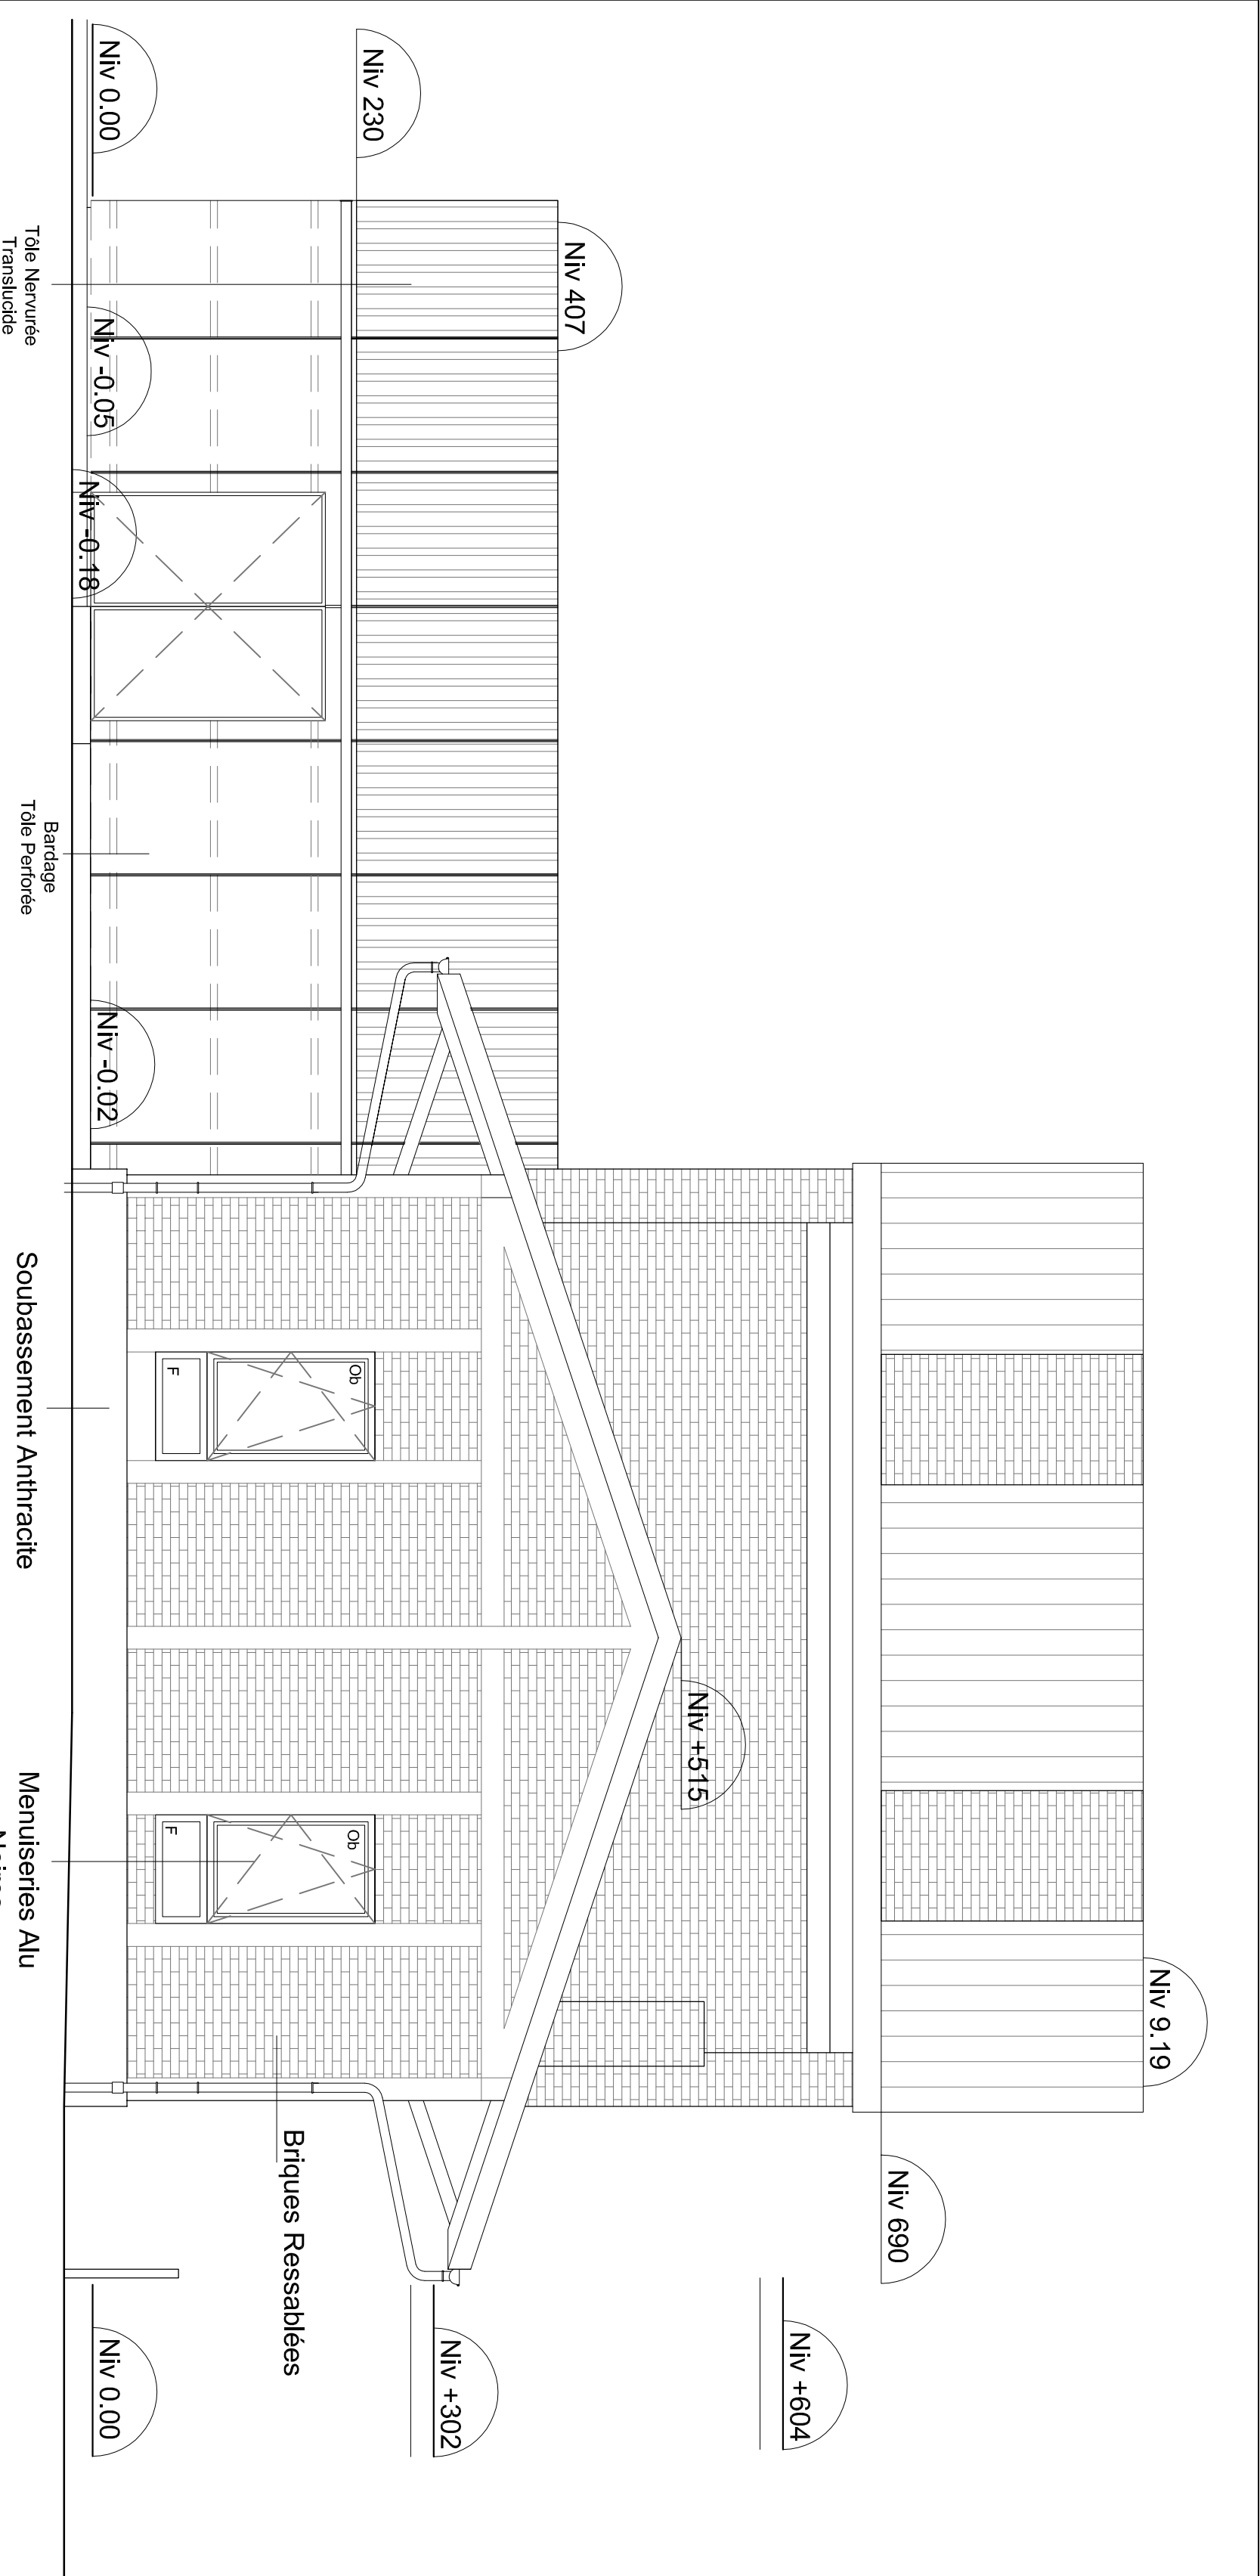 Niv 9.19
Niv 690
Niv +604
Niv +515
Niv 407
Niv 230
Niv +302
Ob
Ob
F
F
Briques Ressablées
Niv 0.00
Niv -0.05
Niv -0.18
Niv -0.02
Niv 0.00
Tôle Nervurée
Translucide
Bardage
Tôle Perforée
Soubassement Anthracite
Menuiseries Alu